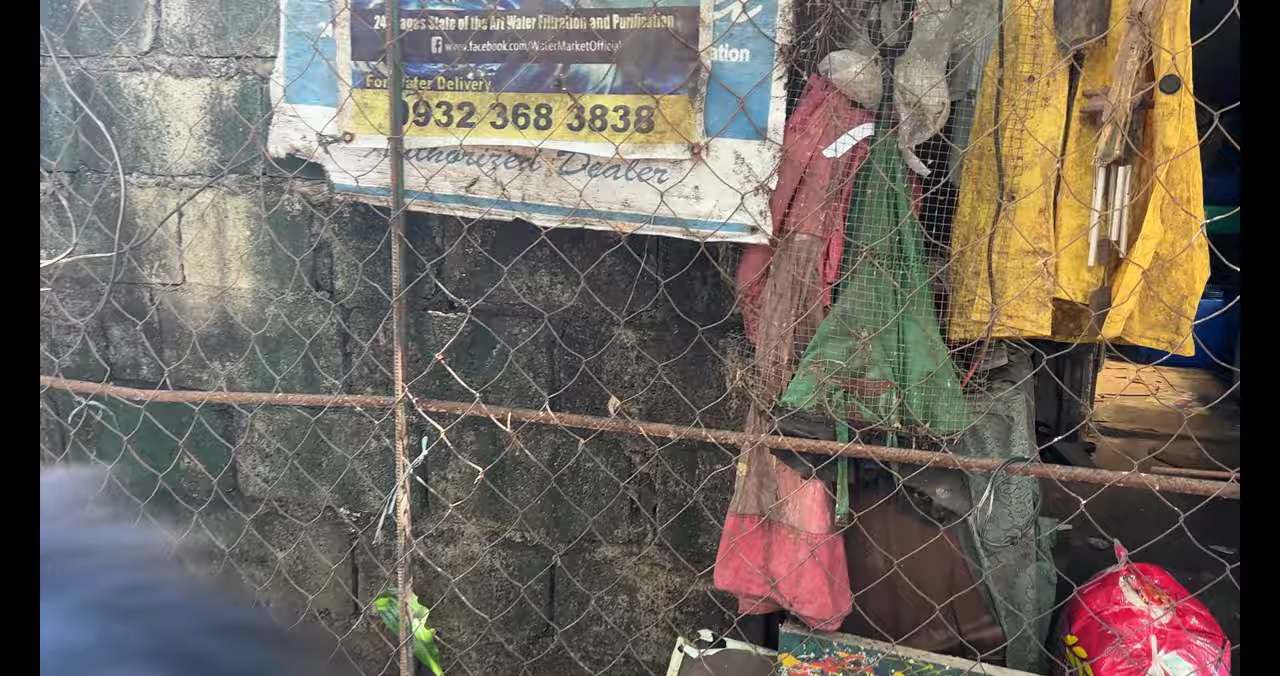 24 Stages State of the Art Water Filtration and Purification
www.facebook.com/WaterMarketOfficial
ation
For Water Delivery
0932 368 3838
Authorized Dealer